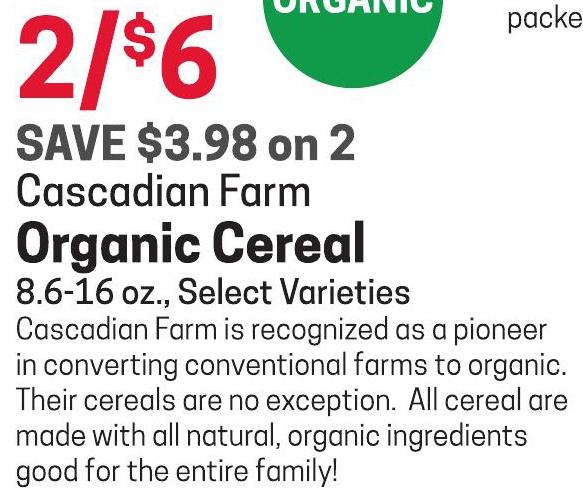 ORGANIC
packe
2/$6
SAVE $3.98 on 2
Cascadian Farm
Organic Cereal
8.6-16 oz., Select Varieties
Cascadian Farm is recognized as a pioneer
in converting conventional farms to organic.
Their cereals are no exception.  All cereal are
made with all natural, organic ingredients
good for the entire family!